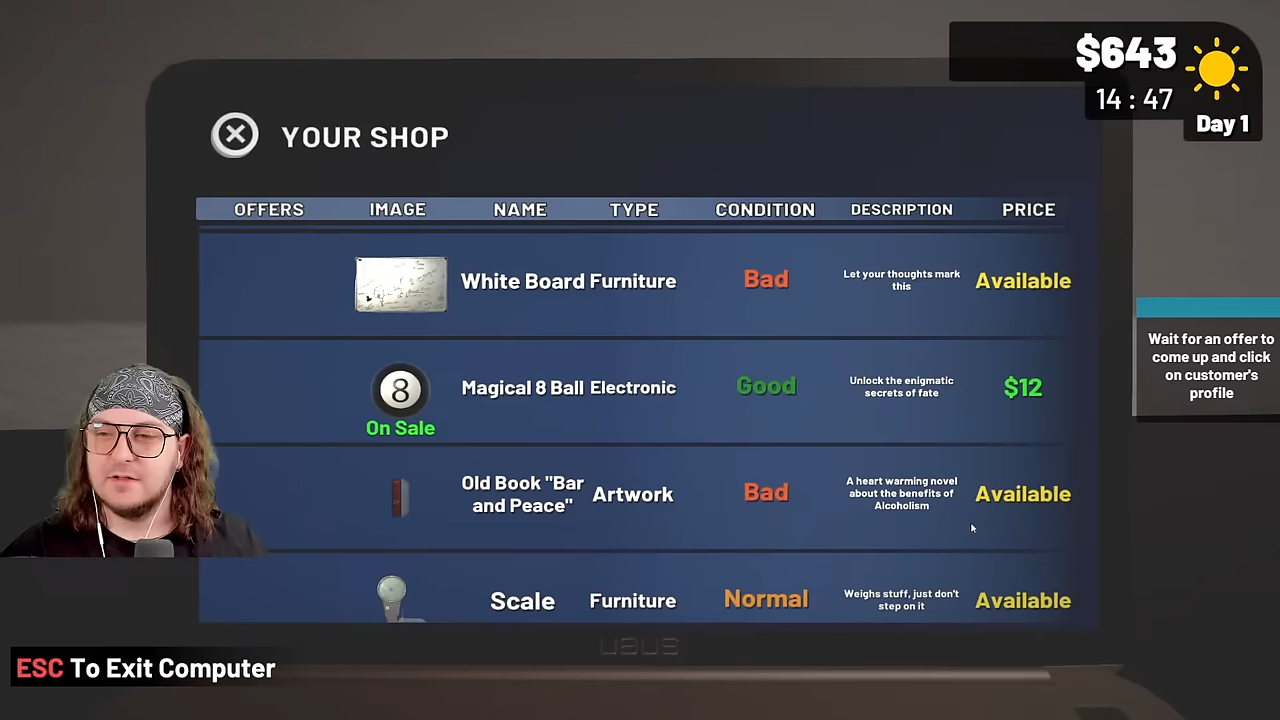 $643
14 : 47
Day 1
YOUR SHOP
OFFERS IMAGE NAME TYPE CONDITION DESCRIPTION PRICE
White Board Furniture Bad Let your thoughts mark
this
Available
8
On Sale
Magical 8 Ball Electronic Good Unlock the enigmatic
secrets of fate
$12
Old Book "Bar
and Peace"
Artwork Bad A heart warming novel
about the benefits of
Alcoholism
Available
Scale Furniture Normal Weighs stuff, just don't
step on it
Available
Wait for an offer to
come up and click
on customer's
profile
ESC To Exit Computer